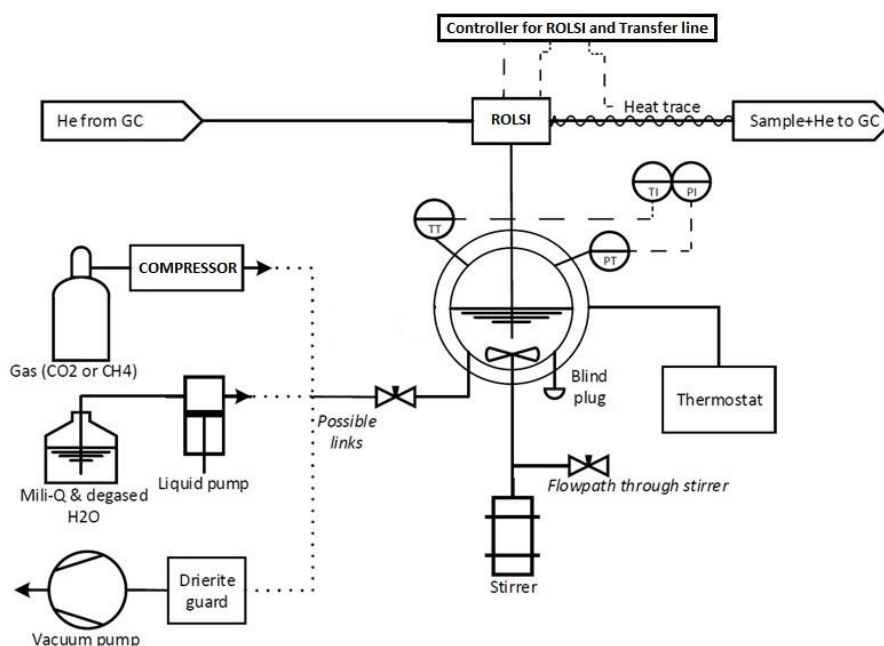 Controller for ROLSI and Transfer line
He from GC
ROLSI
Heat trace
Sample+He to GC
TI
PI
TT
PT
COMPRESSOR
Gas (CO2 or CH4)
Possible
links
Blind
plug
Thermostat
Liquid pump
Mili-Q & degased
H2O
Flowpath through stirrer
Stirrer
Drierite
guard
Vacuum pump